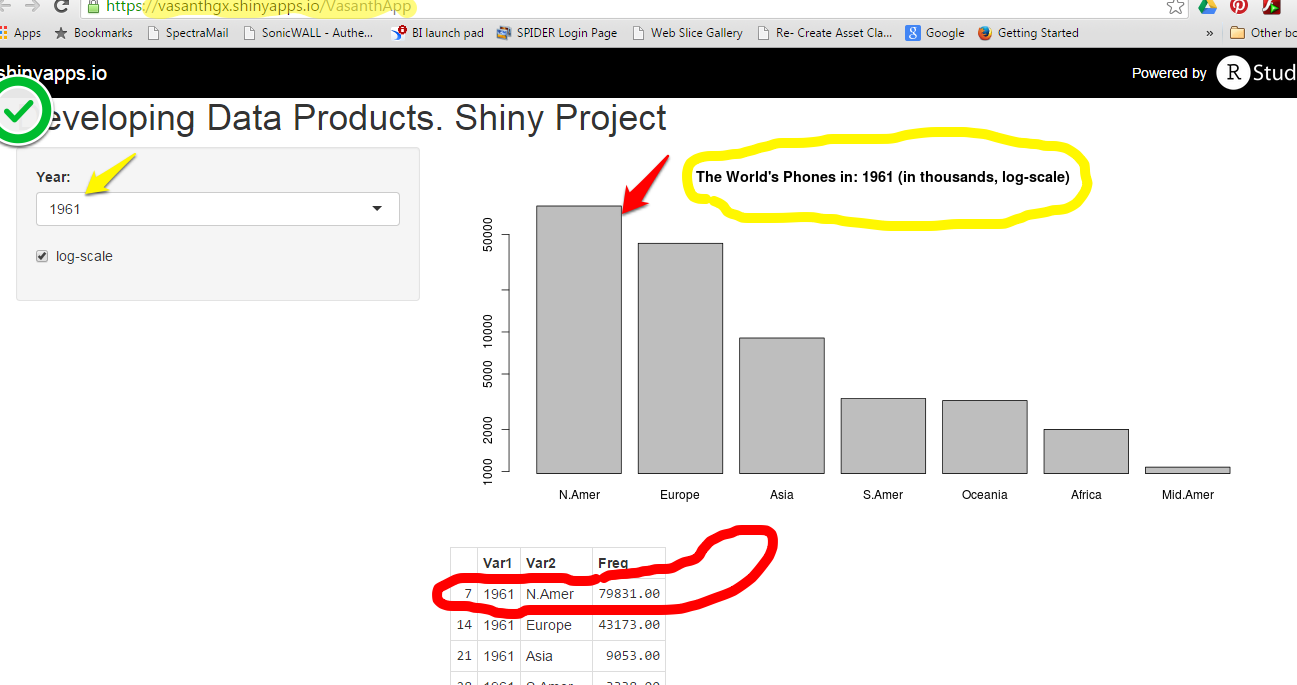 https://vasanthgx.shinyapps.io/VasanthApp
Apps Bookmarks SpectraMail SonicWALL - Authe... BI launch pad SPIDER Login Page Web Slice Gallery Re- Create Asset Cla... Google Getting Started » Other bo
shinyapps.io
Powered by R Stud
eveloping Data Products. Shiny Project
Year:
1961
log-scale
The World's Phones in: 1961 (in thousands, log-scale)
50000
10000
5000
2000
1000
N.Amer Europe Asia S.Amer Oceania Africa Mid.Amer
Var1 Var2 Freq
7 1961 N.Amer 79831.00
14 1961 Europe 43173.00
21 1961 Asia 9053.00
28 1961 S.Amer 3338.00